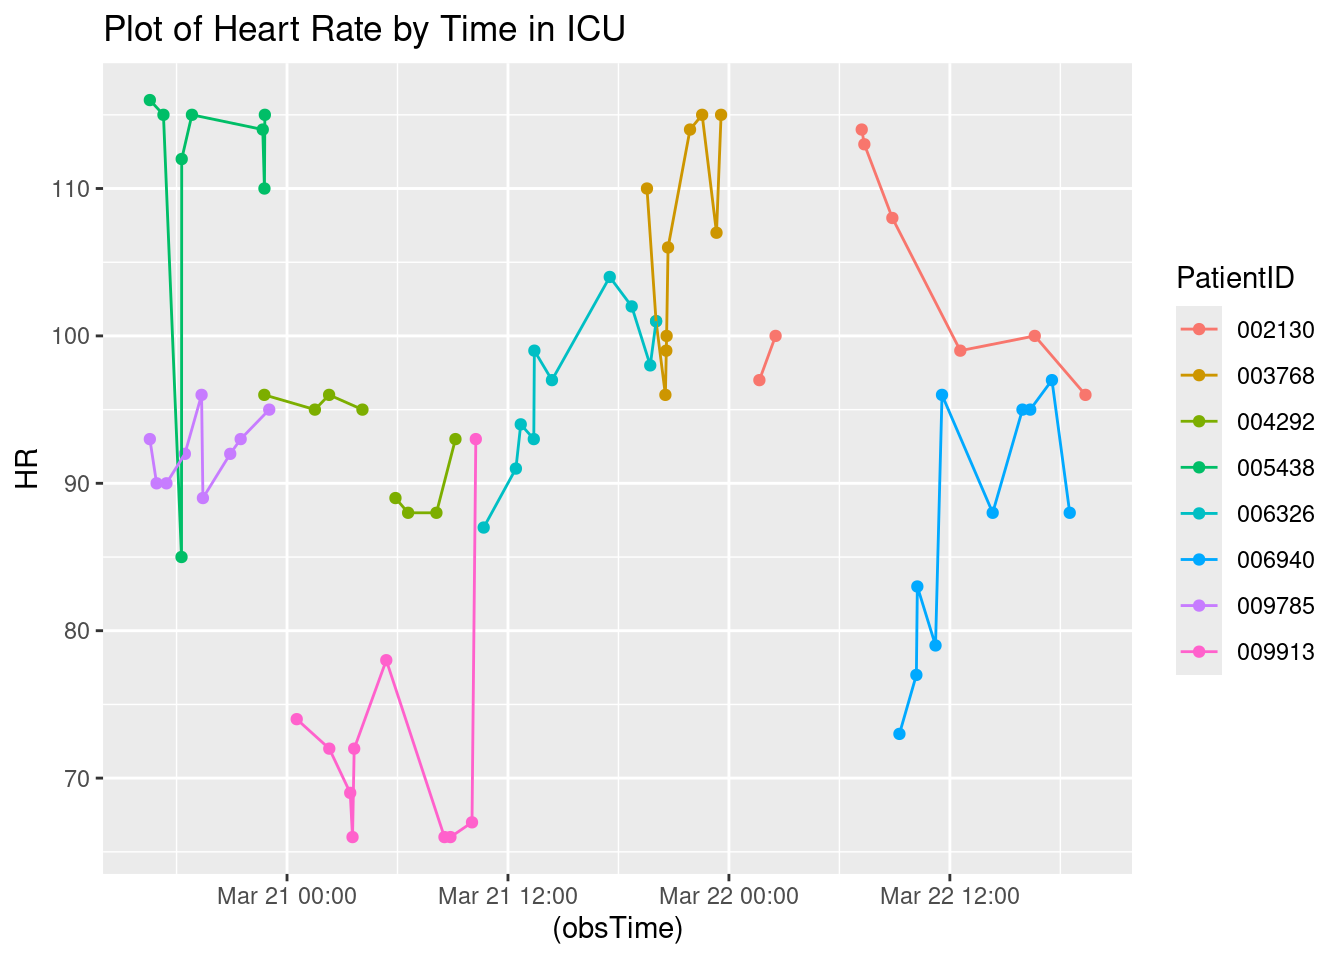 Plot of Heart Rate by Time in ICU
HR
110
100
90
80
70
Mar 21 00:00
Mar 21 12:00
Mar 22 00:00
Mar 22 12:00
(obsTime)
PatientID
002130
003768
004292
005438
006326
006940
009785
009913